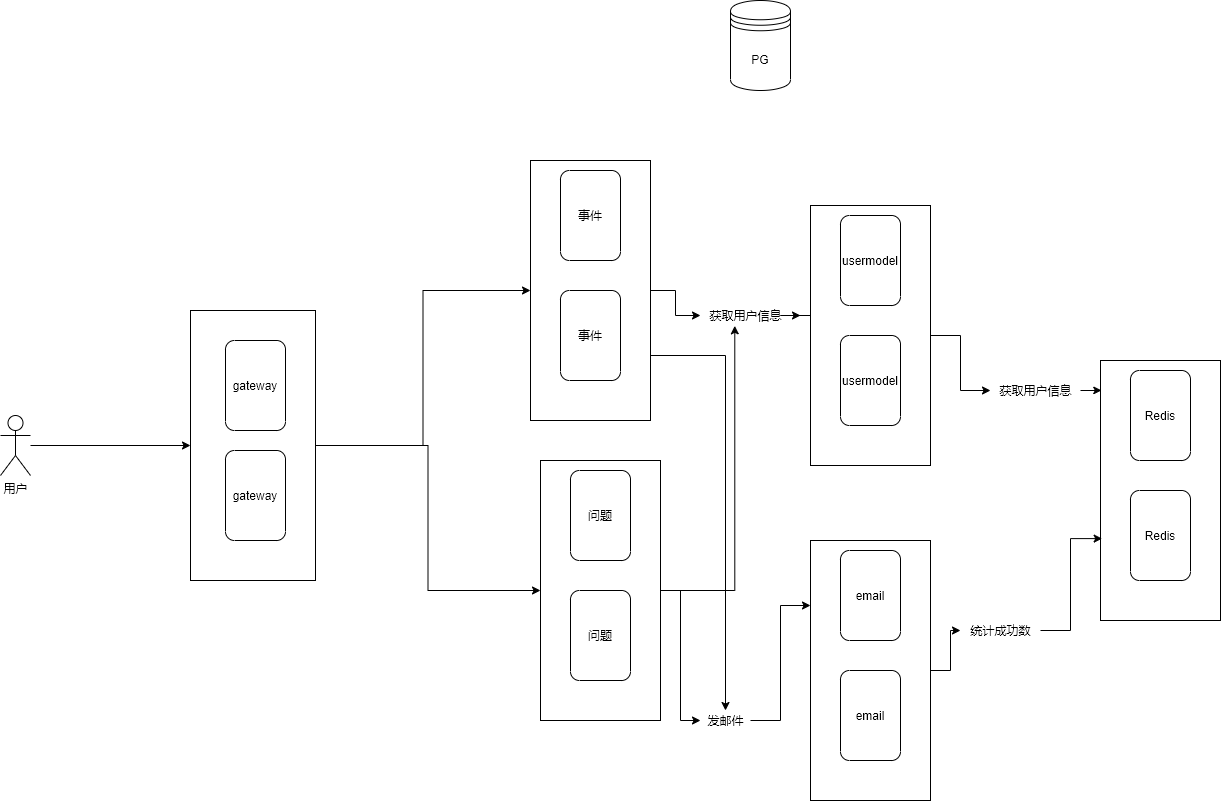 PG
事件
事件
获取用户信息
usermodel
usermodel
获取用户信息
gateway
gateway
用户
Redis
Redis
问题
问题
email
email
统计成功数
发邮件